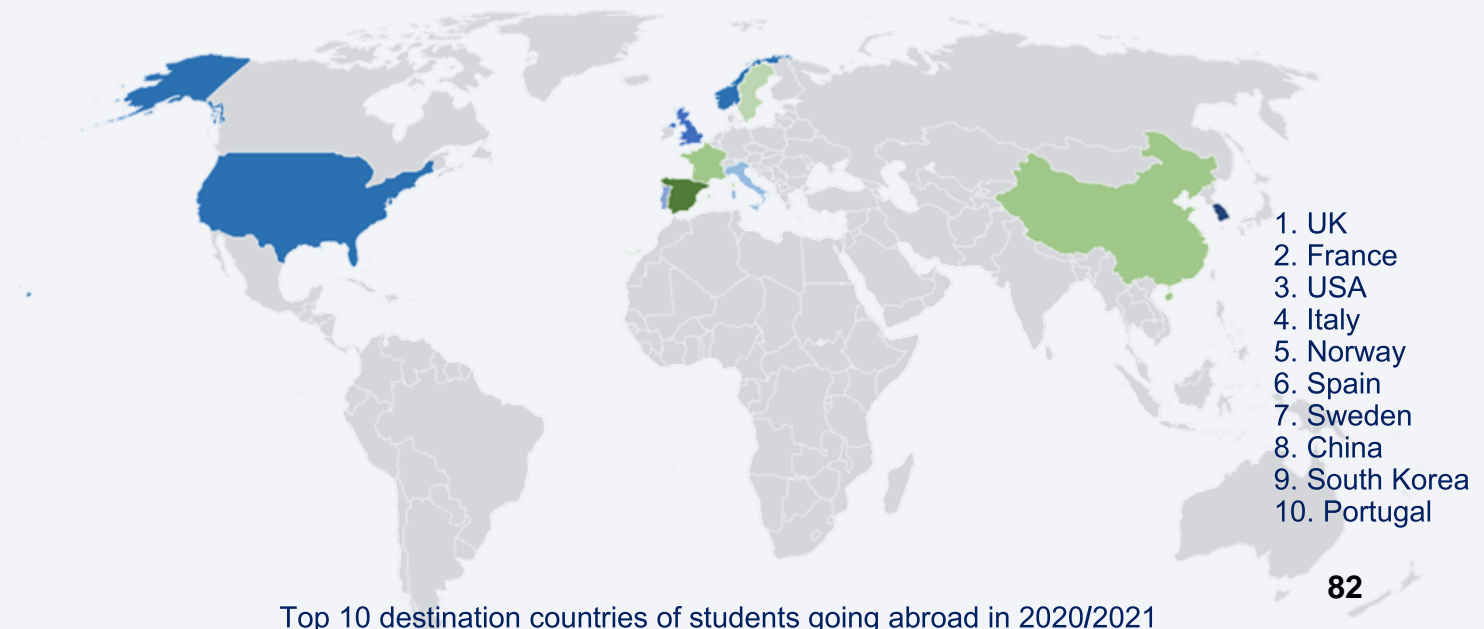 1. UK
2. France
3. USA
4. Italy
5. Norway
6. Spain
7. Sweden
8. China
9. South Korea
10. Portugal
82
Top 10 destination countries of students going abroad in 2020/2021